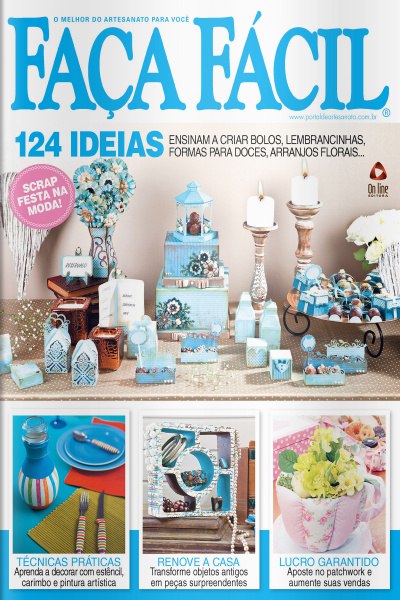 O MELHOR DO ARTESANATO PARA VOCÊ
FAÇA FÁCIL®
www.portaldeartesanato.com.br
124 IDEIAS
ENSINAM A CRIAR BOLOS, LEMBRANCINHAS,
FORMAS PARA DOCES, ARRANJOS FLORAIS...
SCRAP
FESTA NA
MODA!
On line
EDITORA
TÉCNICAS PRÁTICAS
Aprenda a decorar com estêncil,
carimbo e pintura artística
RENOVE A CASA
Transforme objetos antigos
em peças surpreendentes
LUCRO GARANTIDO
Aposte no patchwork e
aumente suas vendas